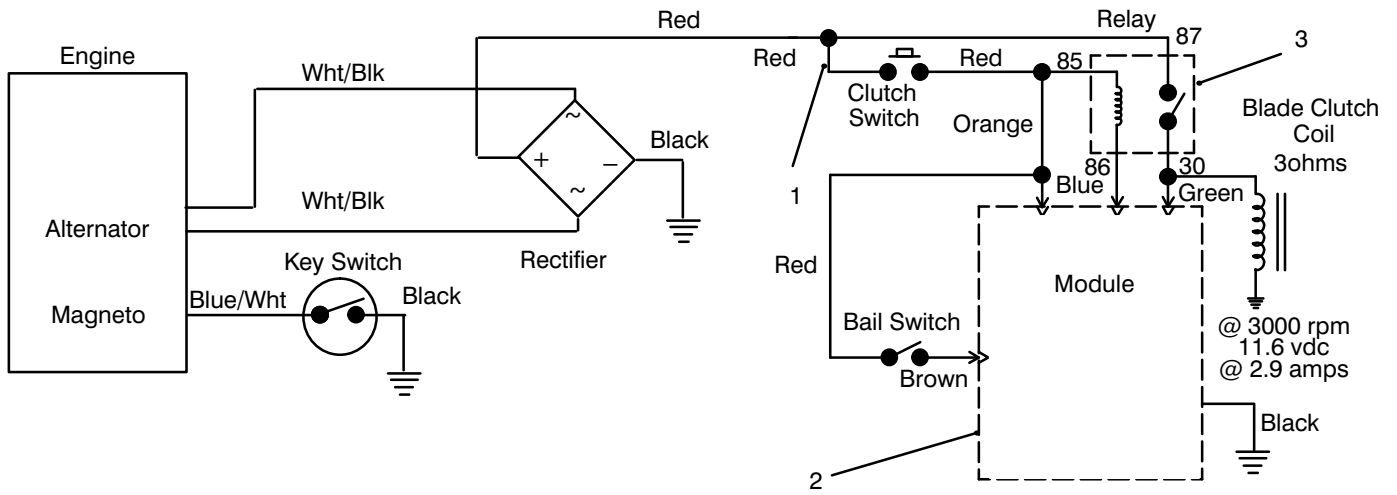 Red
Relay
87
3
Engine
Red
Red
85
Wht/Blk
Clutch
Switch
Blade Clutch
Coil
3ohms
Orange
~
+
−
~
Black
86
30
1
Blue
Green
Wht/Blk
Alternator
Key Switch
Rectifier
Red
Module
Blue/Wht
Black
Magneto
Bail Switch
@ 3000 rpm
11.6 vdc
@ 2.9 amps
Brown
Black
2